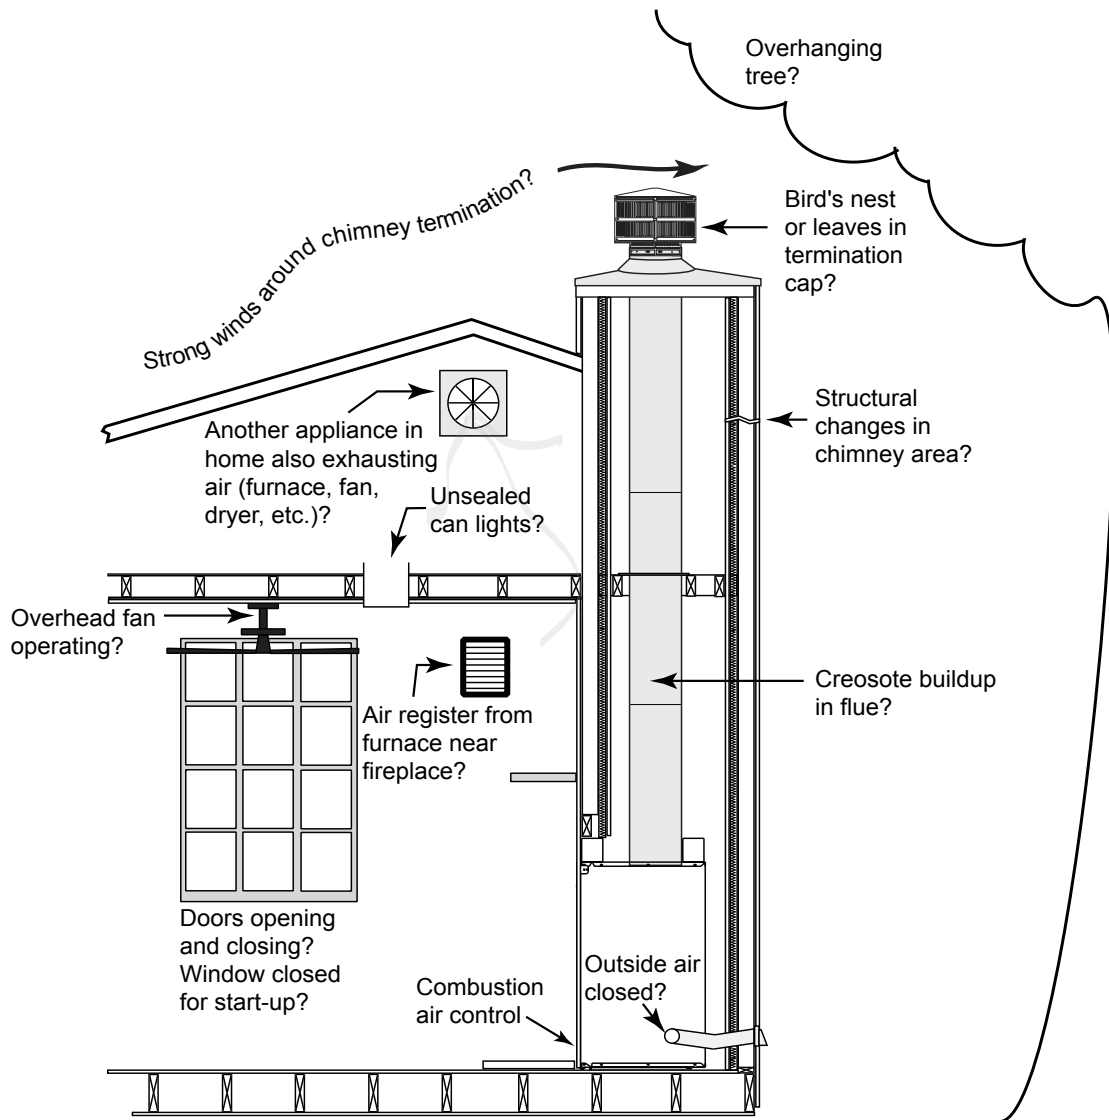 Overhanging
tree?
Strong winds around chimney termination?
Bird's nest
or leaves in
termination
cap?
Structural
changes in
chimney area?
Another appliance in
home also exhausting
air (furnace, fan,
dryer, etc.)?
Unsealed
can lights?
Overhead fan
operating?
Air register from
furnace near
fireplace?
Creosote buildup
in flue?
Doors opening
and closing?
Window closed
for start-up?
Combustion
air control
Outside air
closed?